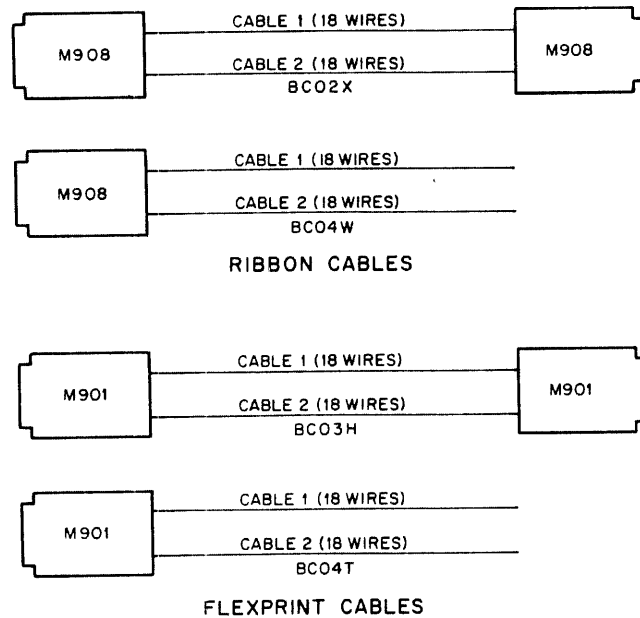 CABLE 1 (18 WIRES)
M908
M908
CABLE 2 (18 WIRES)
BC02X
CABLE 1 (18 WIRES)
M908
CABLE 2 (18 WIRES)
BC04W
RIBBON CABLES
CABLE 1 (18 WIRES)
M901
M901
CABLE 2 (18 WIRES)
BC03H
CABLE 1 (18 WIRES)
M901
CABLE 2 (18 WIRES)
BC04T
FLEXPRINT CABLES